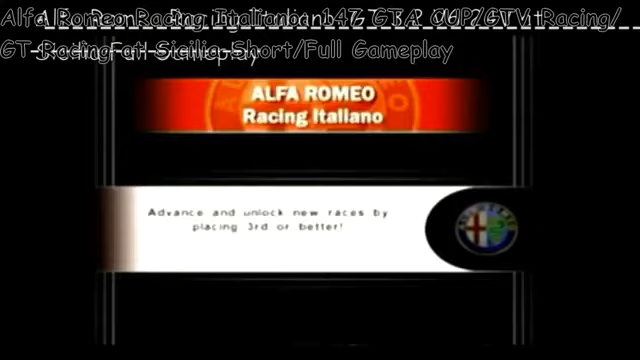 Alfa Romeo Racing Italiano: 147 GTA CUP/GTV Racing/
GT Racing at Sicilia Short/Full Gameplay
ALFA ROMEO
Racing Italiano
Advance and unlock new races by
placing 3rd or better!